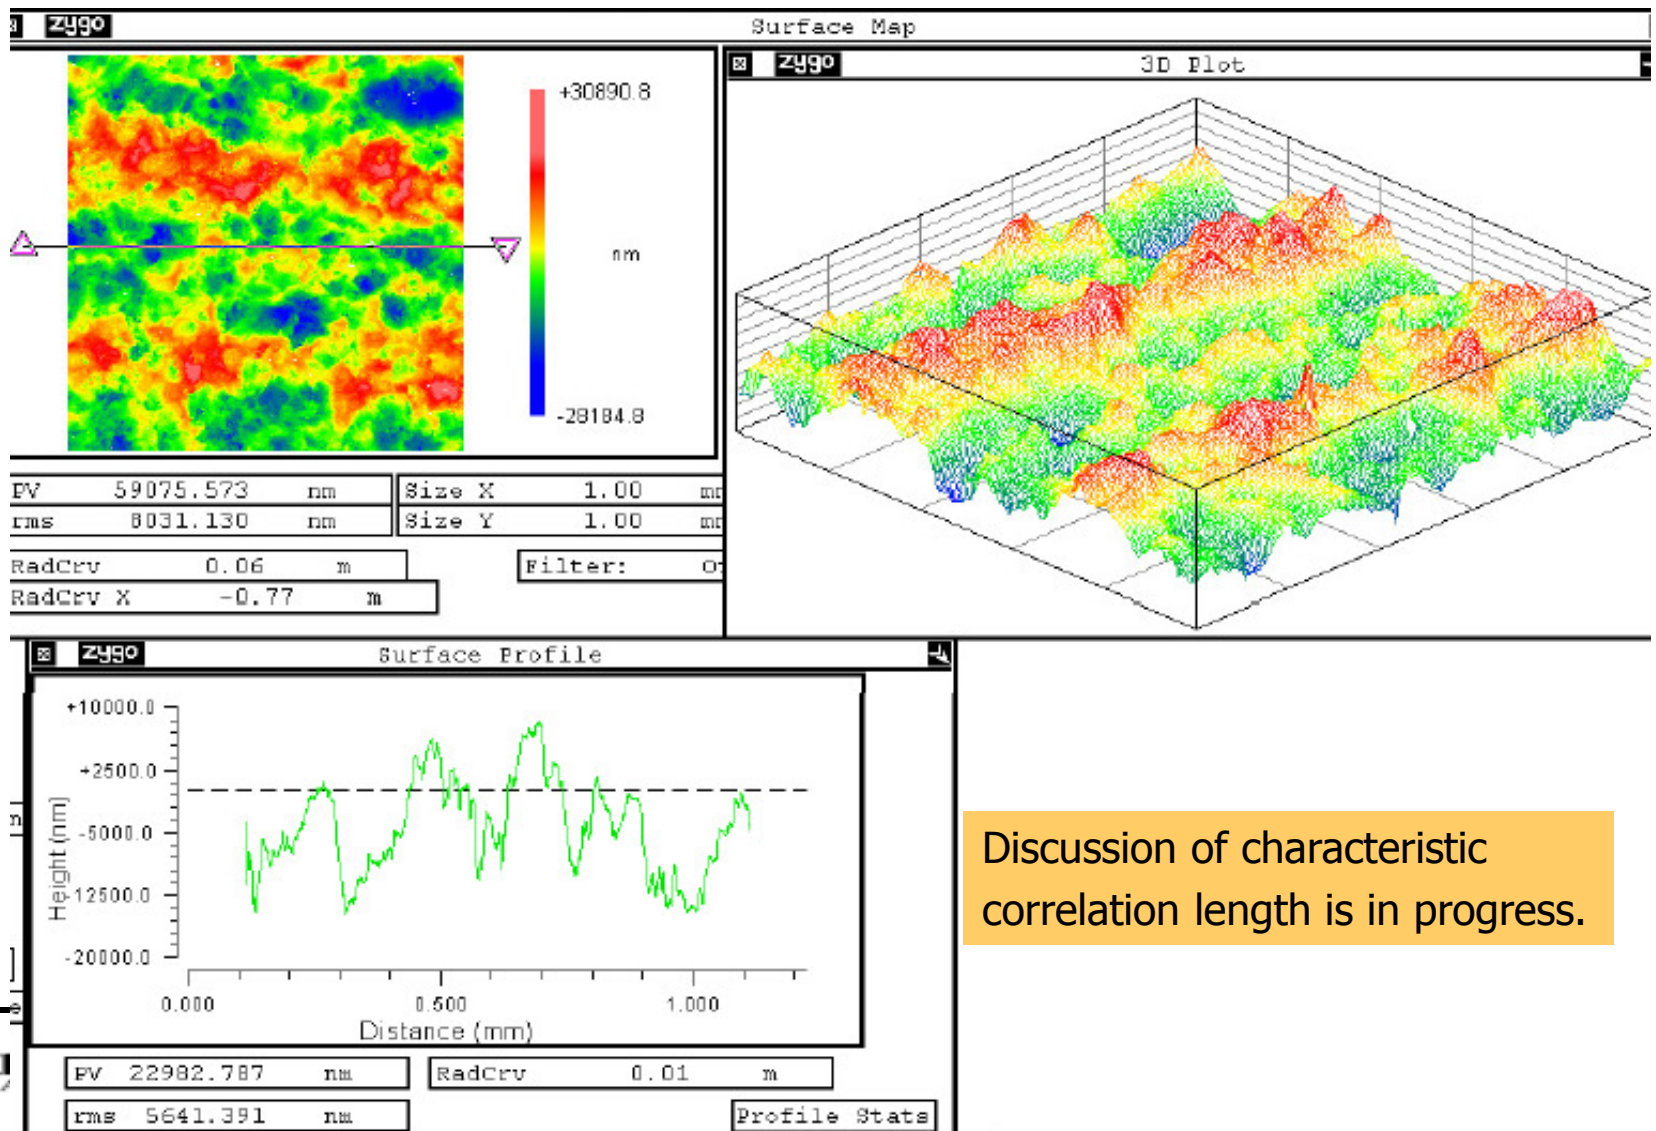 zygo
Surface Map
+30890.8
nm
-28184.8
PV 59075.573 nm
rms 8031.130 nm
Size X 1.00
Size Y 1.00
RadCrv 0.06 m
RadCrv X -0.77 m
Filter:
zygo
3D Plot
zygo
Surface Profile
+10000.0
+2500.0
-5000.0
-12500.0
-20000.0
Height (nm)
0.000 0.500 1.000
Distance (mm)
PV 22982.787 nm
RadCrv 0.01 m
rms 5641.391 nm
Profile Stats
Discussion of characteristic
correlation length is in progress.